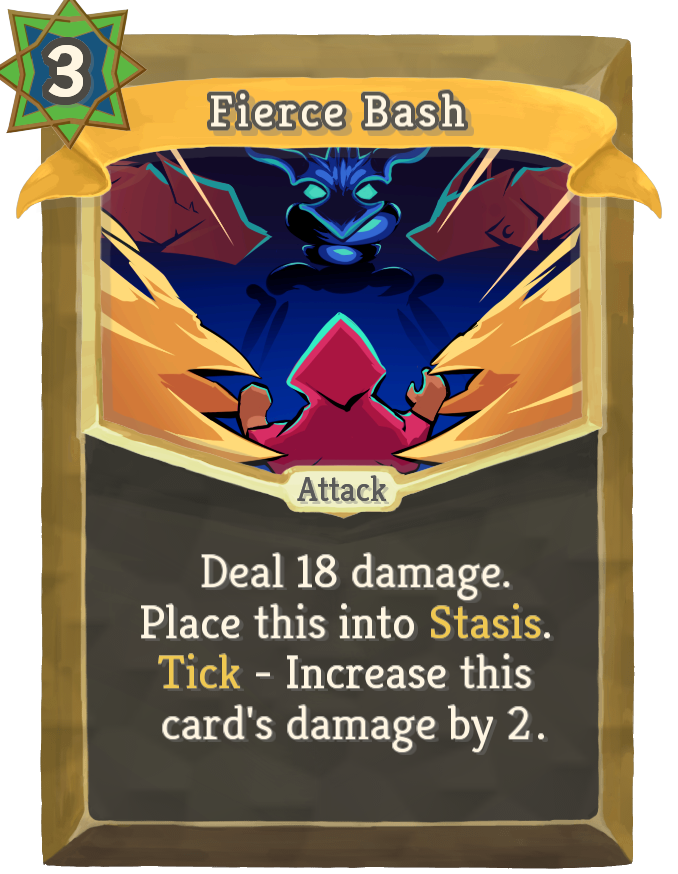 3
Fierce Bash
Attack
Deal 18 damage.
Place this into Stasis.
Tick - Increase this
card's damage by 2.